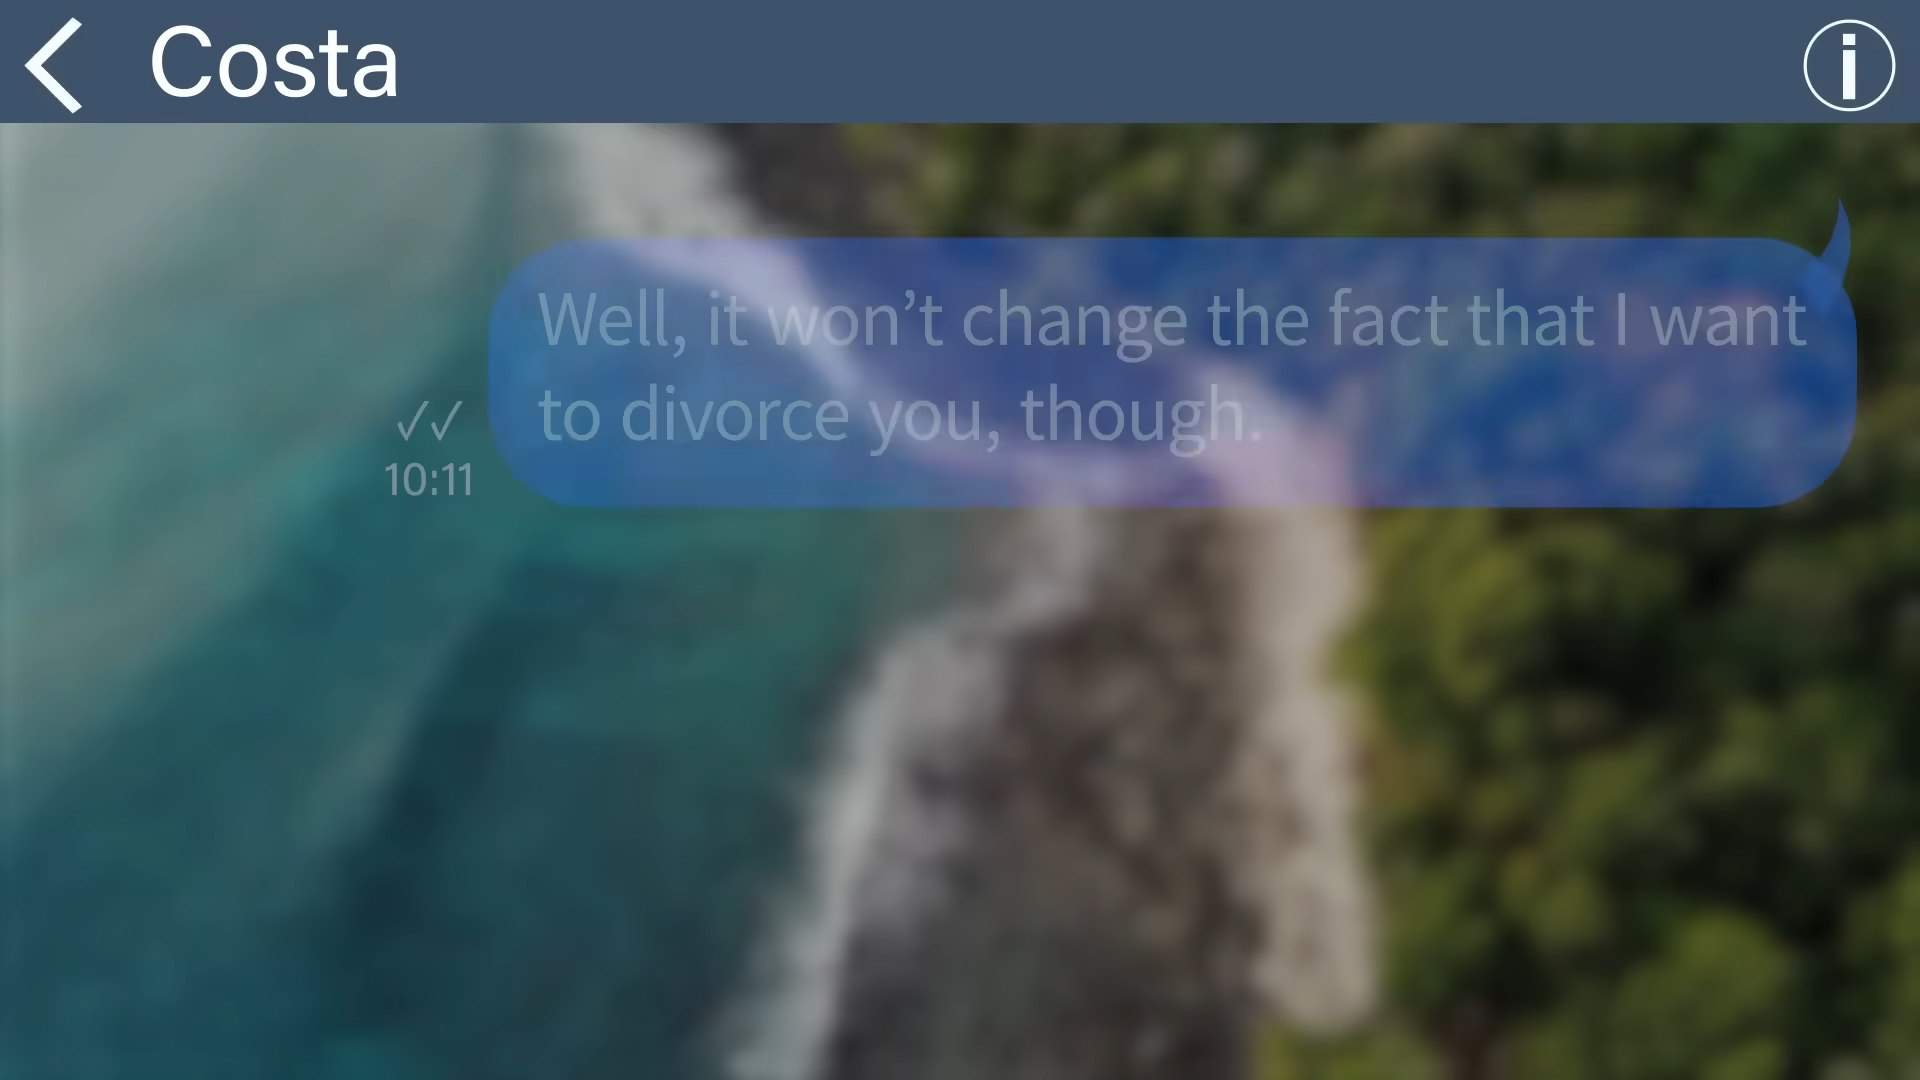 Costa
Well, it won’t change the fact that I want
to divorce you, though.
✓✓
10:11